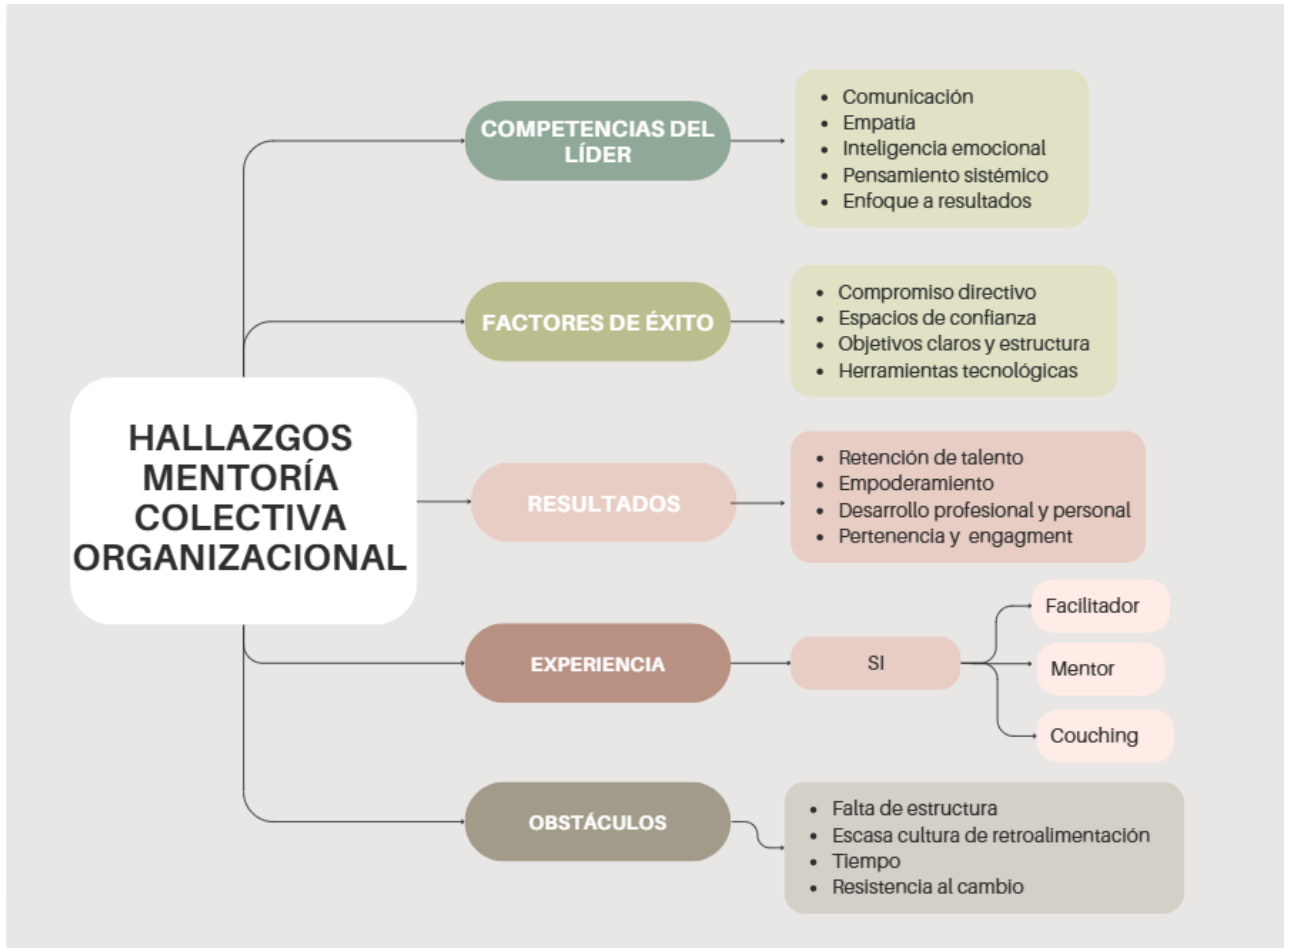 HALLAZGOS
MENTORÍA
COLECTIVA
ORGANIZACIONAL
COMPETENCIAS DEL
LÍDER
• Comunicación
• Empatía
• Inteligencia emocional
• Pensamiento sistémico
• Enfoque a resultados
FACTORES DE ÉXITO
• Compromiso directivo
• Espacios de confianza
• Objetivos claros y estructura
• Herramientas tecnológicas
RESULTADOS
• Retención de talento
• Empoderamiento
• Desarrollo profesional y personal
• Pertenencia y engagment
EXPERIENCIA
SI
Facilitador
Mentor
Couching
OBSTÁCULOS
• Falta de estructura
• Escasa cultura de retroalimentación
• Tiempo
• Resistencia al cambio